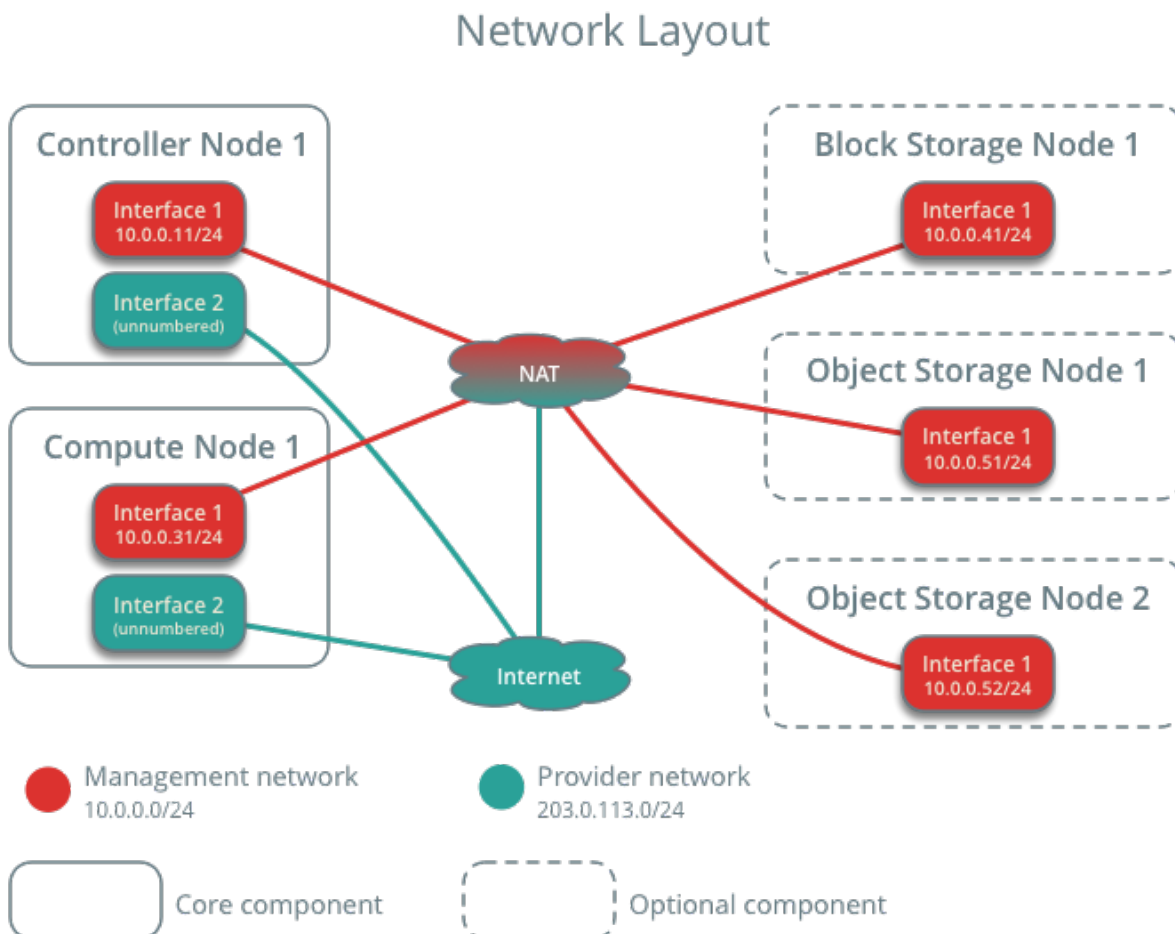 Network Layout
Controller Node 1
Interface 1
10.0.0.11/24
Interface 2
(unnumbered)
Compute Node 1
Interface 1
10.0.0.31/24
Interface 2
(unnumbered)
NAT
Internet
Block Storage Node 1
Interface 1
10.0.0.41/24
Object Storage Node 1
Interface 1
10.0.0.51/24
Object Storage Node 2
Interface 1
10.0.0.52/24
Management network
10.0.0.0/24
Provider network
203.0.113.0/24
Core component
Optional component